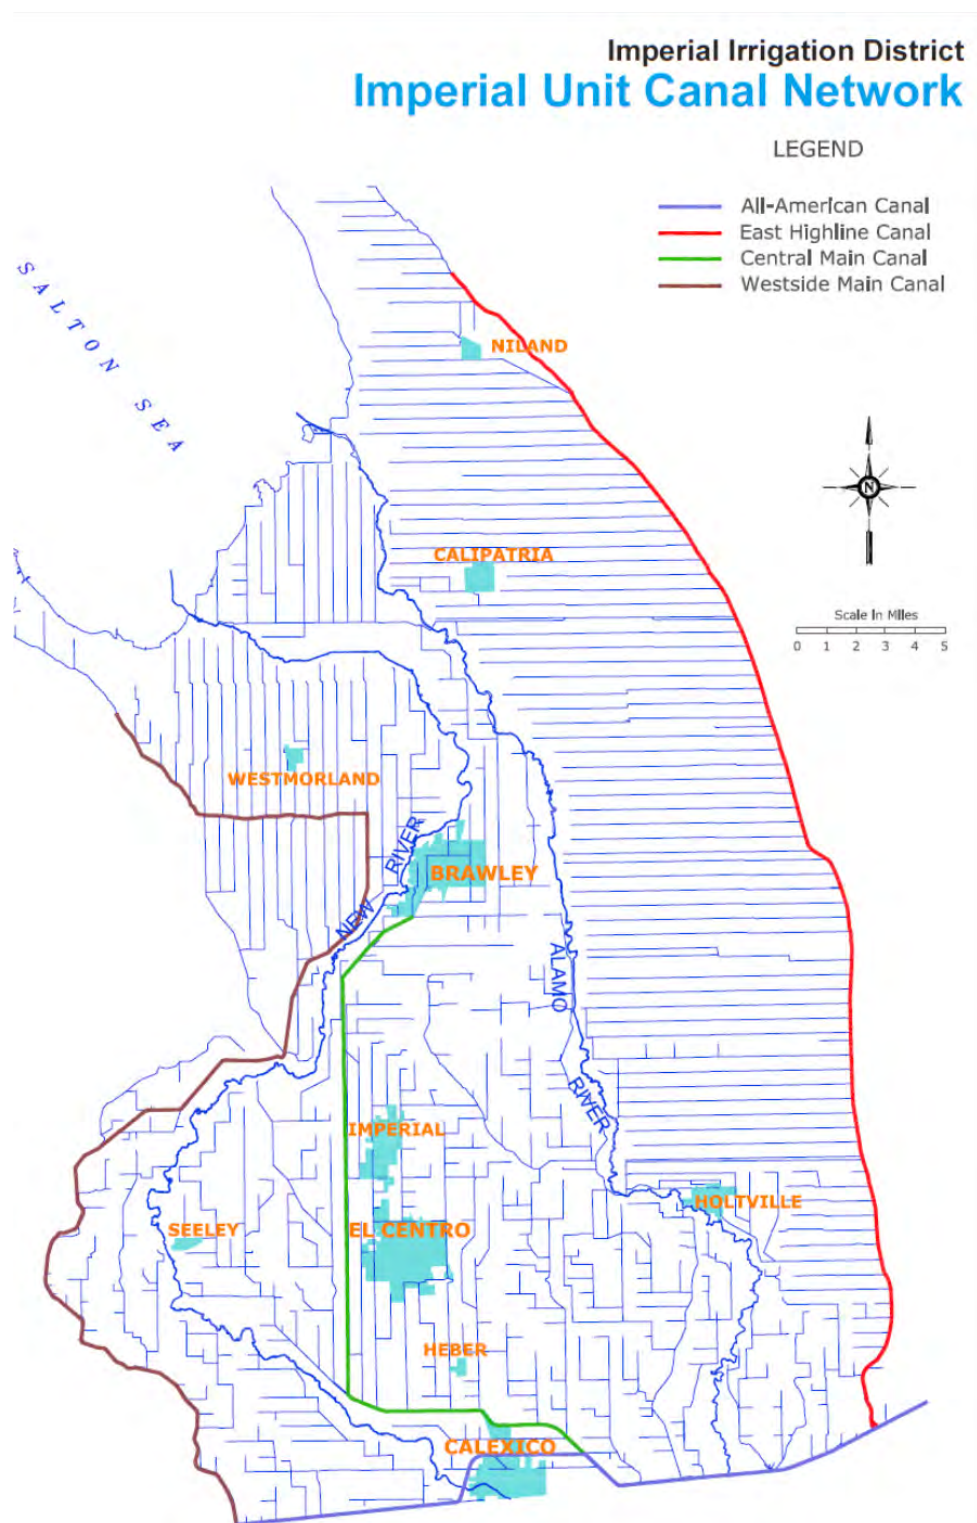 Imperial Irrigation District
Imperial Unit Canal Network
LEGEND
All-American Canal
East Highline Canal
Central Main Canal
Westside Main Canal
SALTON SEA
NILAND
N
CALIPATRIA
Scale in Miles
0 1 2 3 4 5
WESTMORLAND
NEW RIVER
BRAWLEY
ALAMO
RIVER
IMPERIAL
HOLTVILLE
SEELEY
EL CENTRO
HEBER
CALEXICO